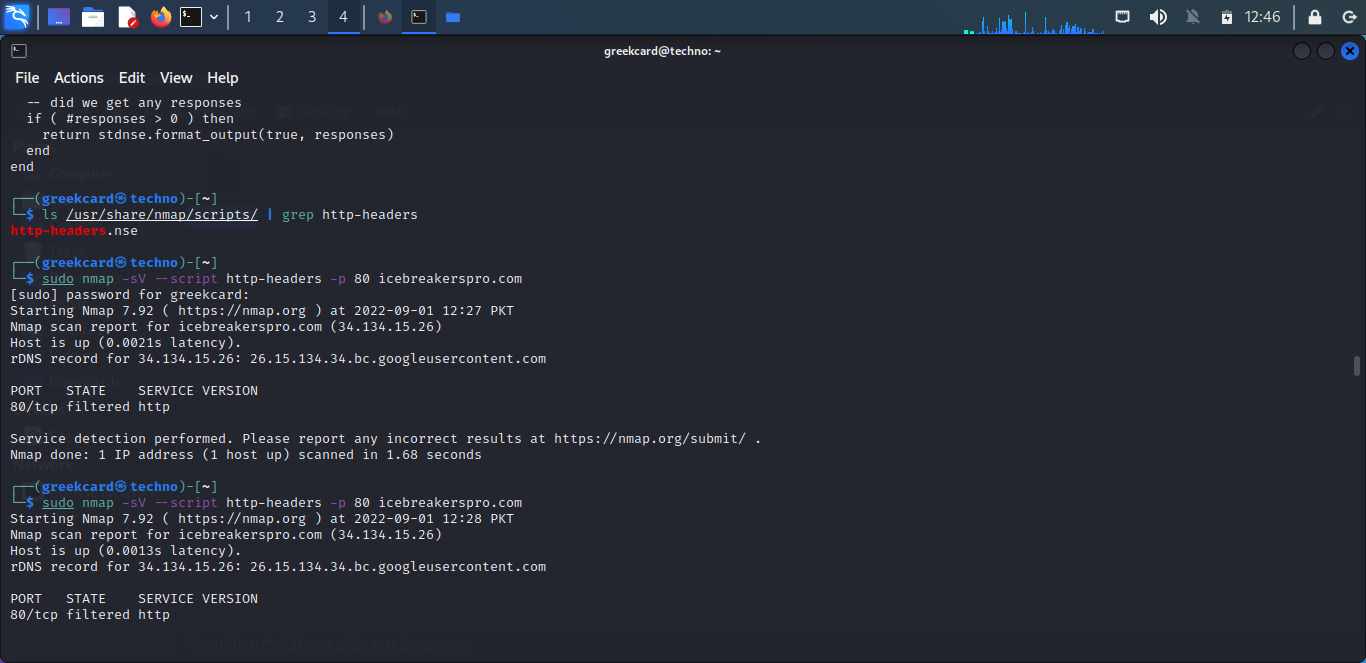 1 2 3 4 12:46
greekcard@techno: ~
File Actions Edit View Help
-- did we get any responses
if ( #responses > 0 ) then
return stdnse.format_output(true, responses)
end
end
┌──(greekcard㉿techno)-[~]
└─$ ls /usr/share/nmap/scripts/ | grep http-headers
http-headers.nse
┌──(greekcard㉿techno)-[~]
└─$ sudo nmap -sV --script http-headers -p 80 icebreakerspro.com
[sudo] password for greekcard:
Starting Nmap 7.92 ( https://nmap.org ) at 2022-09-01 12:27 PKT
Nmap scan report for icebreakerspro.com (34.134.15.26)
Host is up (0.0021s latency).
rDNS record for 34.134.15.26: 26.15.134.34.bc.googleusercontent.com
PORT STATE SERVICE VERSION
80/tcp filtered http
Service detection performed. Please report any incorrect results at https://nmap.org/submit/ .
Nmap done: 1 IP address (1 host up) scanned in 1.68 seconds
┌──(greekcard㉿techno)-[~]
└─$ sudo nmap -sV --script http-headers -p 80 icebreakerspro.com
Starting Nmap 7.92 ( https://nmap.org ) at 2022-09-01 12:28 PKT
Nmap scan report for icebreakerspro.com (34.134.15.26)
Host is up (0.0013s latency).
rDNS record for 34.134.15.26: 26.15.134.34.bc.googleusercontent.com
PORT STATE SERVICE VERSION
80/tcp filtered http